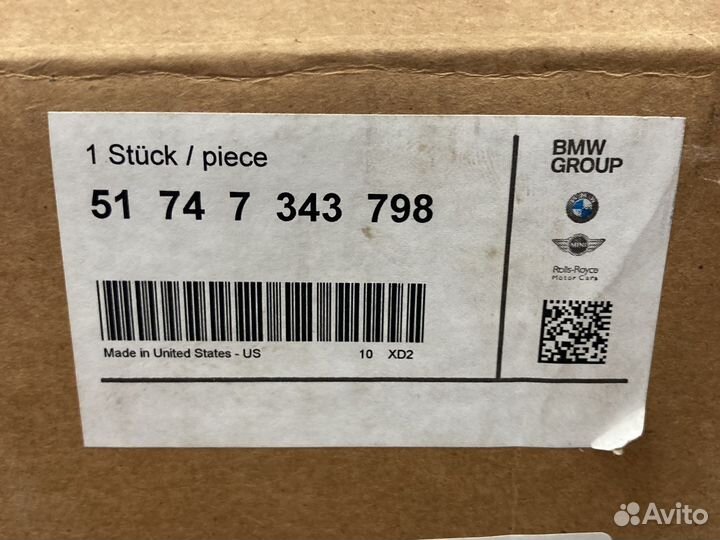 1 Stück / piece
51 74 7 343 798
Made in United States - US 10 XD2
BMW
GROUP
MINI
Rolls-Royce
Motor Cars
Avito